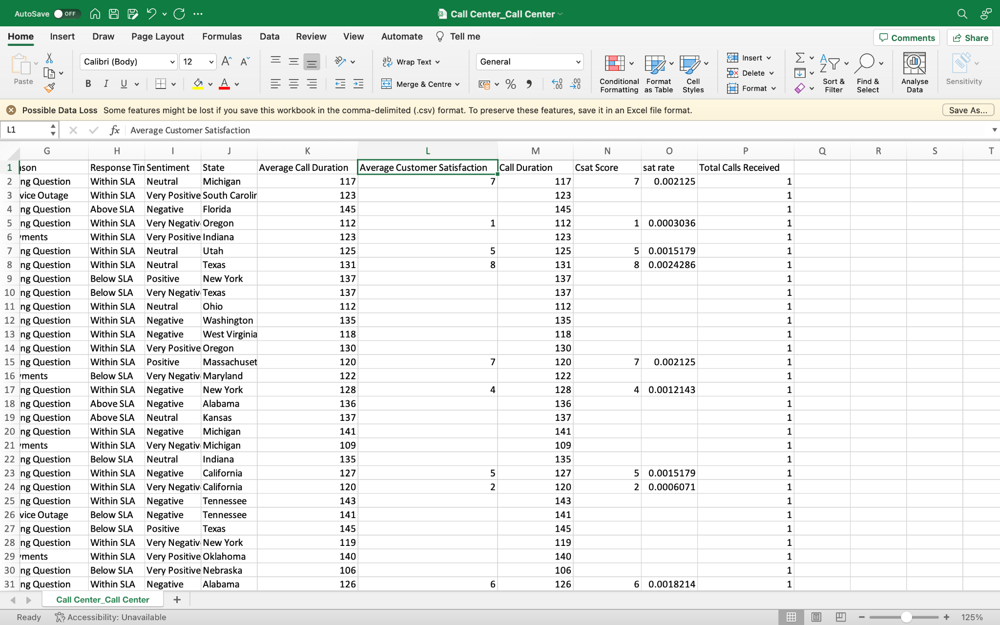 AutoSave OFF Call Center_Call Center
Home Insert Draw Page Layout Formulas Data Review View Automate Tell me Comments Share
Paste Calibri (Body) 12 Wrap Text Merge & Centre General Conditional Formatting Format as Table Cell Styles Insert Delete Format Sort & Filter Find & Select Analyse Data Sensitivity
Possible Data Loss Some features might be lost if you save this workbook in the comma-delimited (.csv) format. To preserve these features, save it in an Excel file format. Save As...
L1 fx Average Customer Satisfaction
G H I J K L M N O P Q R S T
1 ison Response Tim Sentiment State Average Call Duration Average Customer Satisfaction Call Duration Csat Score sat rate Total Calls Received
2 ng Question Within SLA Neutral Michigan 117 7 117 7 0.002125 1
3 vice Outage Within SLA Very Positive South Carolin 123 123 1
4 ng Question Above SLA Negative Florida 145 145 1
5 ng Question Within SLA Very Negativ Oregon 112 1 112 1 0.0003036 1
6 ments Within SLA Very Positive Indiana 123 123 1
7 ng Question Within SLA Neutral Utah 125 5 125 5 0.0015179 1
8 ng Question Within SLA Neutral Texas 131 8 131 8 0.0024286 1
9 ng Question Below SLA Positive New York 137 137 1
10 ng Question Below SLA Very Negativ Texas 137 137 1
11 ng Question Within SLA Neutral Ohio 112 112 1
12 ng Question Within SLA Negative Washington 135 135 1
13 ng Question Within SLA Negative West Virginia 118 118 1
14 ng Question Within SLA Very Positive Oregon 130 130 1
15 ng Question Within SLA Positive Massachuset 120 7 120 7 0.002125 1
16 ments Below SLA Very Negativ Maryland 122 122 1
17 ng Question Within SLA Negative New York 128 4 128 4 0.0012143 1
18 ng Question Above SLA Negative Alabama 136 136 1
19 ng Question Above SLA Neutral Kansas 137 137 1
20 ng Question Within SLA Negative Michigan 141 141 1
21 ments Within SLA Very Negativ Michigan 109 109 1
22 ng Question Below SLA Neutral Indiana 135 135 1
23 ng Question Within SLA Negative California 127 5 127 5 0.0015179 1
24 ng Question Within SLA Very Negativ California 120 2 120 2 0.0006071 1
25 ng Question Within SLA Negative Tennessee 143 143 1
26 vice Outage Below SLA Negative Tennessee 141 141 1
27 ng Question Below SLA Positive Texas 145 145 1
28 ng Question Within SLA Very Negativ New York 119 119 1
29 ments Within SLA Very Positive Oklahoma 140 140 1
30 ng Question Below SLA Very Positive Nebraska 106 106 1
31 ng Question Within SLA Negative Alabama 126 6 126 6 0.0018214 1
Call Center_Call Center +
Ready Accessibility: Unavailable 125%